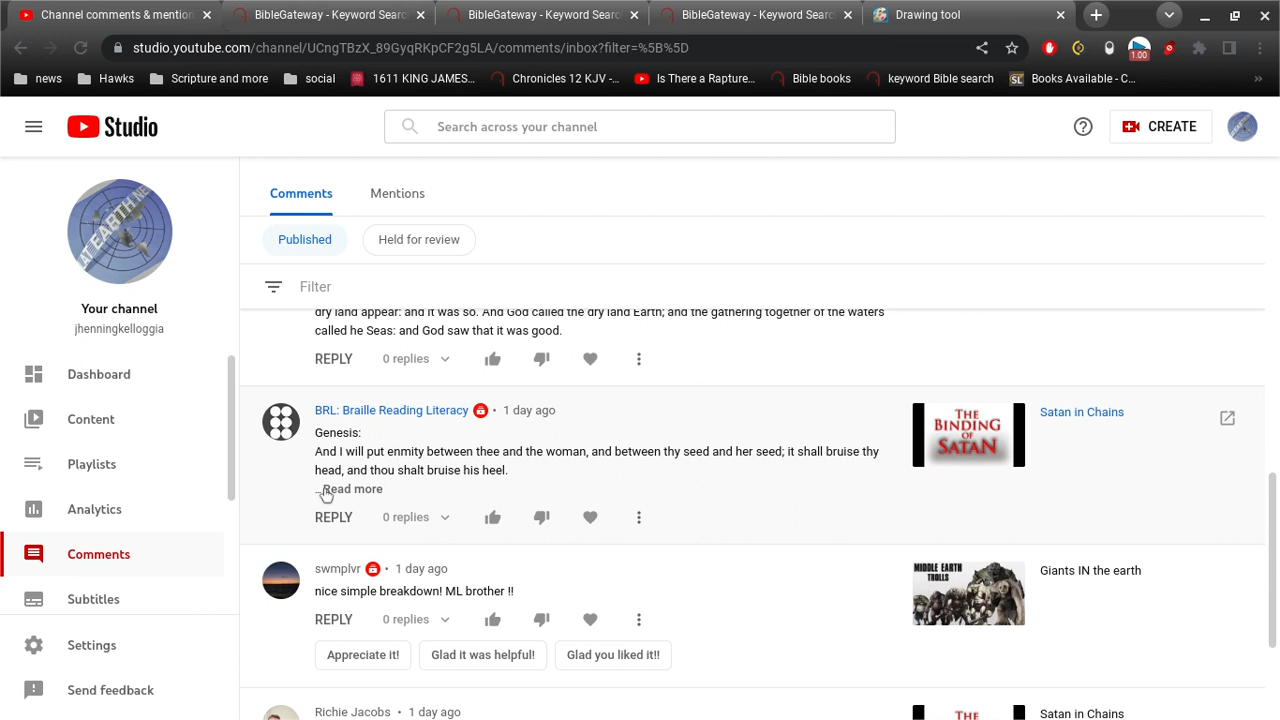 Channel comments & mention
BibleGateway - Keyword Searc
BibleGateway - Keyword Searc
BibleGateway - Keyword Searc
Drawing tool
studio.youtube.com/channel/UCngTBzX_89GyqRKpCF2g5LA/comments/inbox?filter=%5B%5D
1.00
news
Hawks
Scripture and more
social
1611 KING JAMES...
Chronicles 12 KJV -...
Is There a Rapture...
Bible books
keyword Bible search
SL Books Available - C...
Studio
Search across your channel
CREATE
AT EARTH.NE
Your channel
jhenningkelloggia
Dashboard
Content
Playlists
Analytics
Comments
Subtitles
Settings
Send feedback
Comments
Mentions
Published
Held for review
Filter
dry land appear: and it was so. And God called the dry land Earth; and the gathering together of the waters
called he Seas: and God saw that it was good.
REPLY
0 replies
BRL: Braille Reading Literacy • 1 day ago
Genesis:
And I will put enmity between thee and the woman, and between thy seed and her seed; it shall bruise thy
head, and thou shalt bruise his heel.
...Read more
REPLY
0 replies
THE
BINDING
OF
SATAN
Satan in Chains
swmplvr • 1 day ago
nice simple breakdown! ML brother !!
REPLY
0 replies
Appreciate it!
Glad it was helpful!
Glad you liked it!!
MIDDLE EARTH
TROLLS
Giants IN the earth
Richie Jacobs • 1 day ago
THE
Satan in Chains